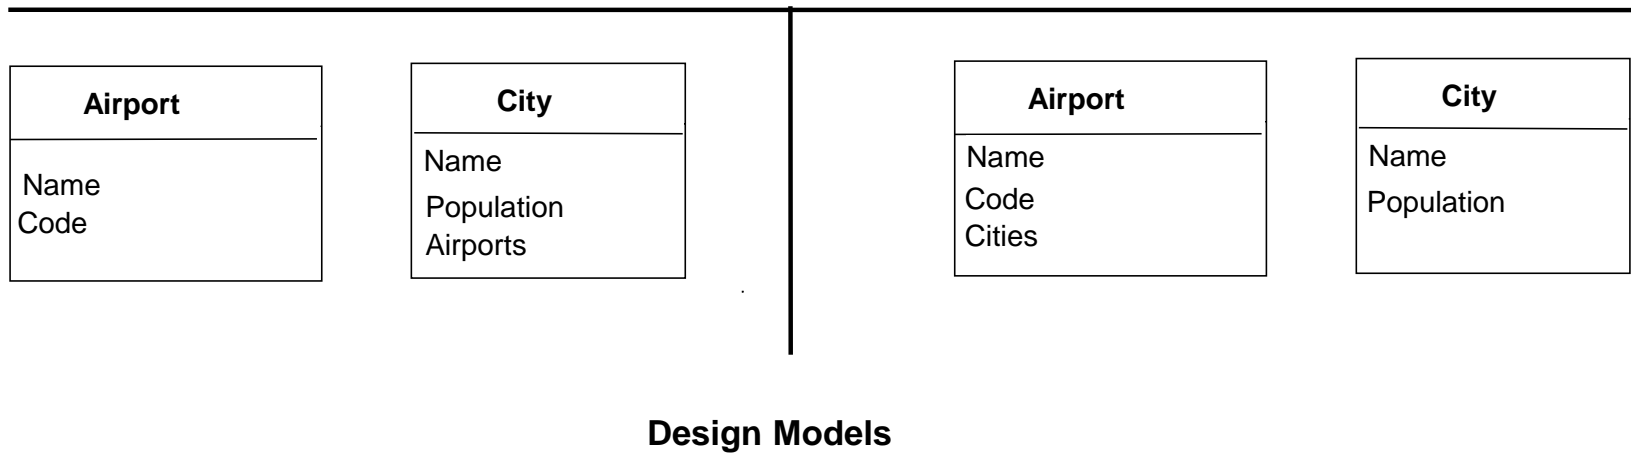 Airport
Name
Code
City
Name
Population
Airports
Airport
Name
Code
Cities
City
Name
Population
Design Models